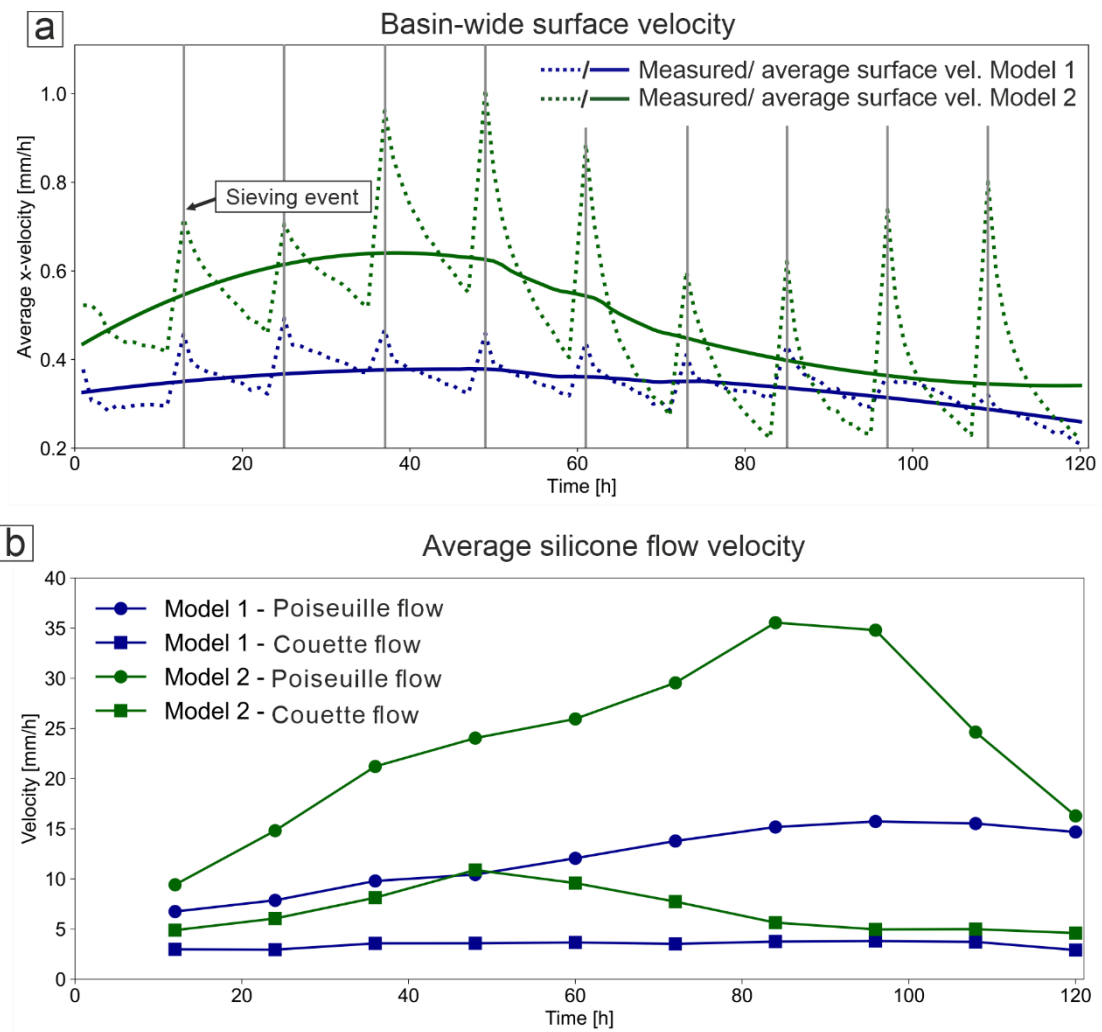 a
Basin-wide surface velocity
Measured/ average surface vel. Model 1
Measured/ average surface vel. Model 2
Sieving event
Average x-velocity [mm/h]
1.0
0.8
0.6
0.4
0.2
0
20
40
60
80
100
120
Time [h]
b
Average silicone flow velocity
Model 1 - Poiseuille flow
Model 1 - Couette flow
Model 2 - Poiseuille flow
Model 2 - Couette flow
Velocity [mm/h]
40
35
30
25
20
15
10
5
0
0
20
40
60
80
100
120
Time [h]